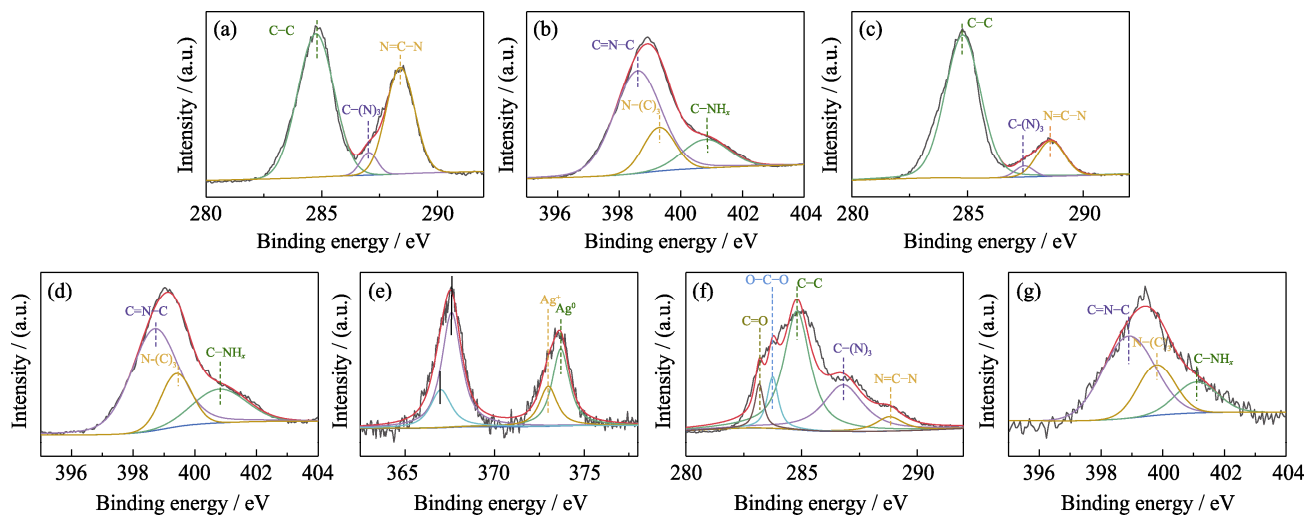 (a)
C−C
N=C−N
C−(N)₃
Intensity / (a.u.)
280 285 290
Binding energy / eV
(b)
C=N−C
N−(C)₃
C−NHₓ
Intensity / (a.u.)
396 398 400 402 404
Binding energy / eV
(c)
C−C
C-(N)₃
N=C−N
Intensity / (a.u.)
280 285 290
Binding energy / eV
(d)
C=N−C
N-(C)₃
C−NHₓ
Intensity / (a.u.)
396 398 400 402 404
Binding energy / eV
(e)
Ag⁺
Ag⁰
Intensity / (a.u.)
365 370 375
Binding energy / eV
(f)
O−C−O
C−C
C=O
C−(N)₃
N=C−N
Intensity / (a.u.)
280 285 290
Binding energy / eV
(g)
C=N−C
N−(C)₃
C−NHₓ
Intensity / (a.u.)
396 398 400 402 404
Binding energy / eV